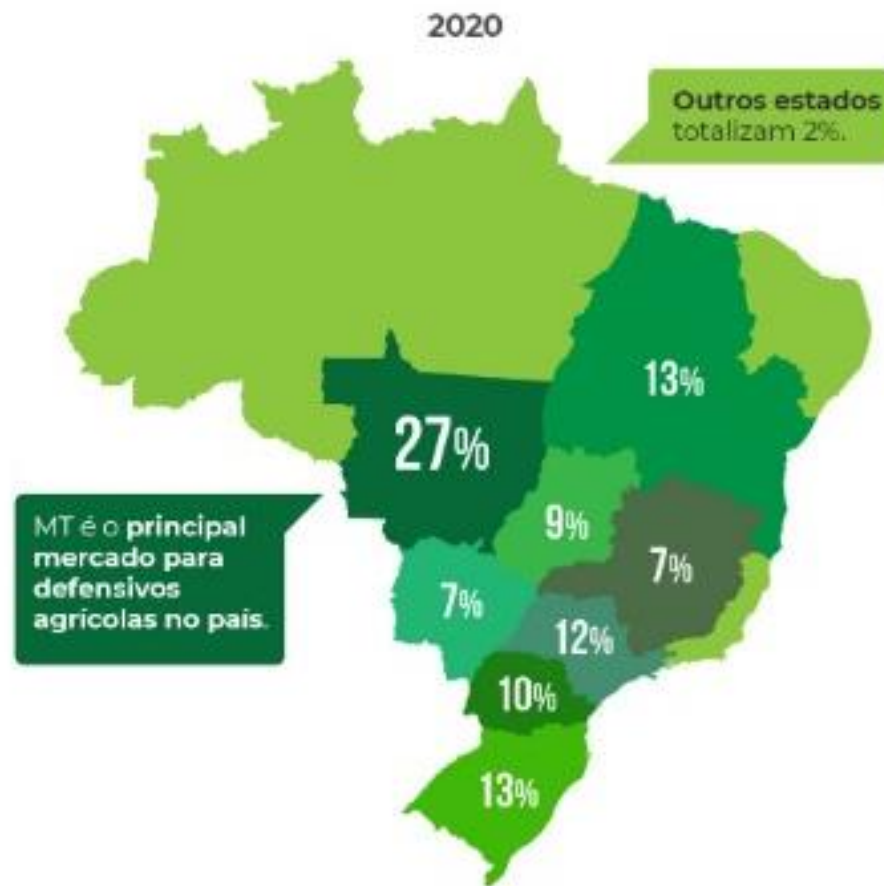 2020
Outros estados
totalizam 2%.
13%
27%
9%
MT é o principal
mercado para
defensivos
agrícolas no país.
7%
7%
12%
10%
13%